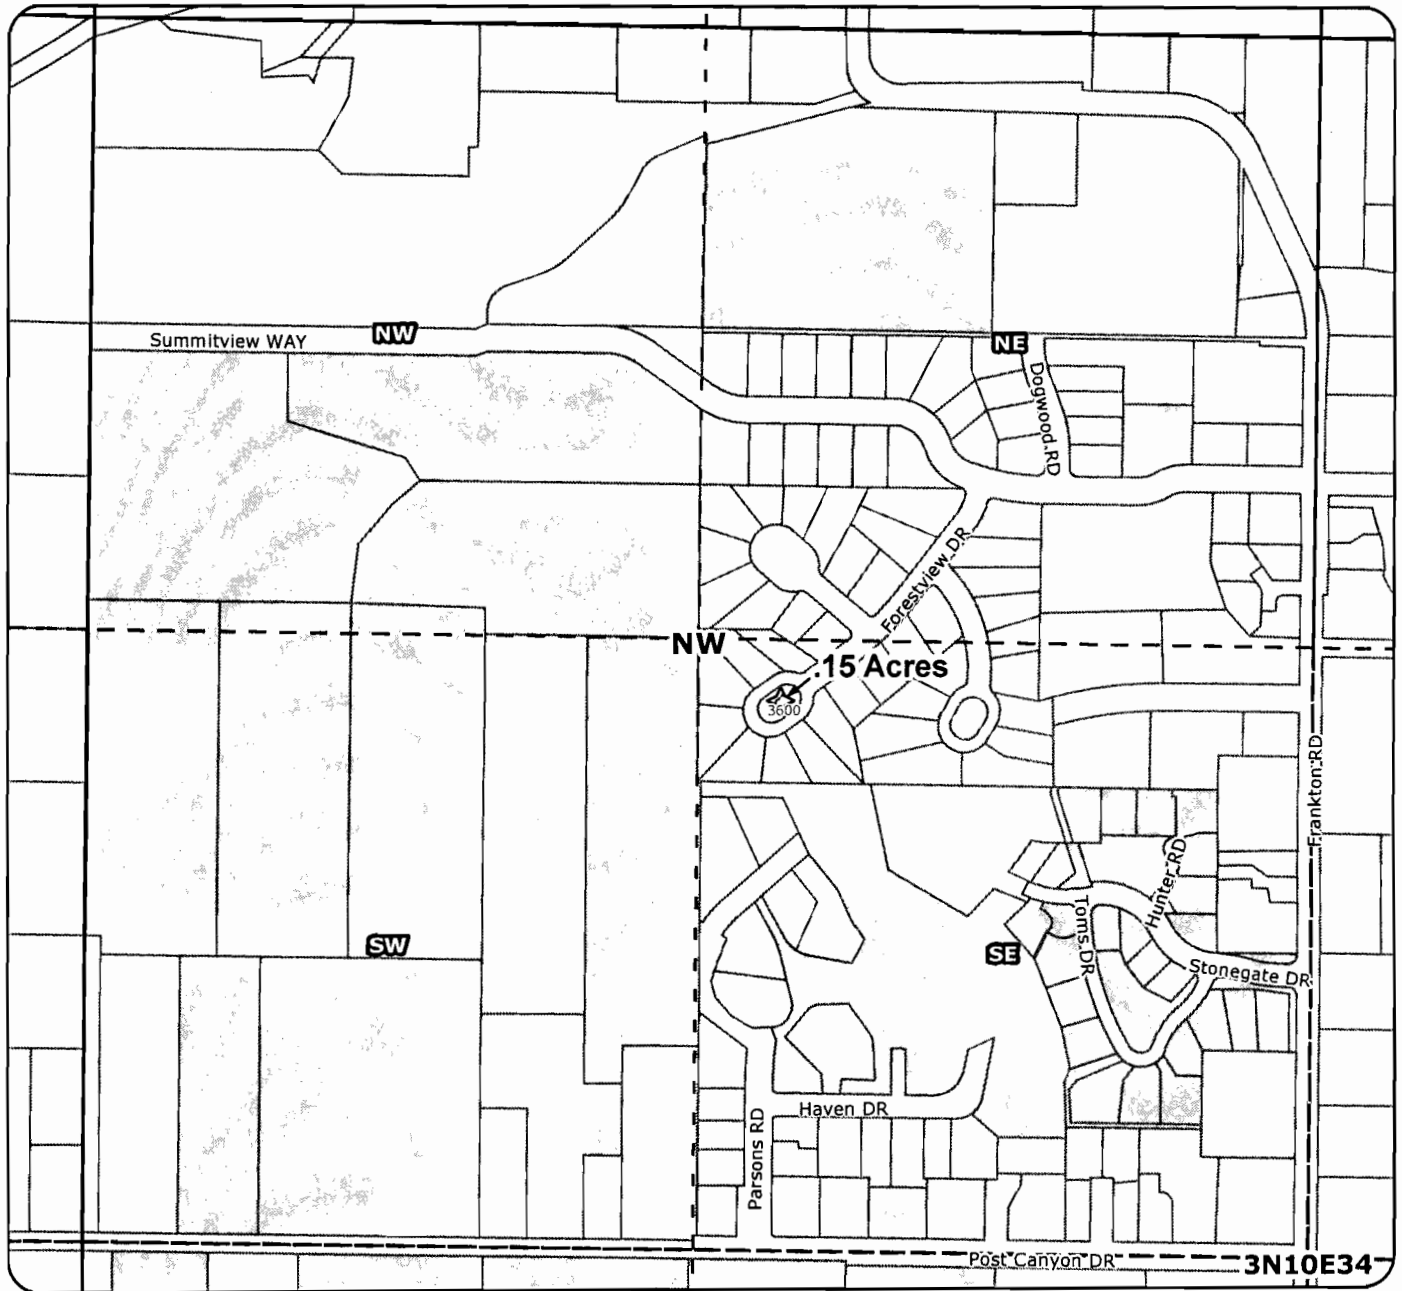 Summitview WAY
NW
NE
Dogwood RD
Forestview DR
NW
.15 Acres
3600
Frankton RD
Hunter RD
SW
Toms DR
SE
Stonegate DR
Haven DR
Parsons RD
Post Canyon DR
3N10E34